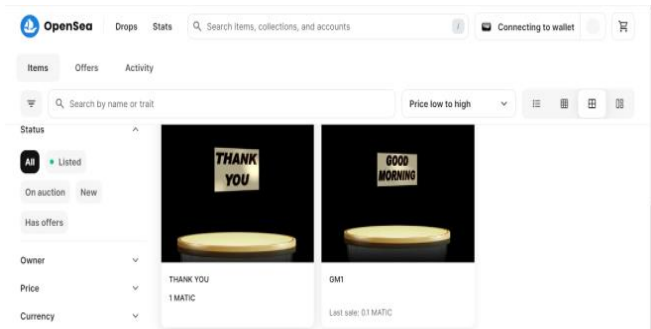 OpenSea Drops Stats Search items, collections, and accounts / Connecting to wallet
Items Offers Activity
Search by name or trait Price low to high
Status
All Listed
On auction New
Has offers
Owner
Price
Currency
THANK
YOU
THANK YOU
1 MATIC
GOOD
MORNING
GM1
Last sale: 0.1 MATIC